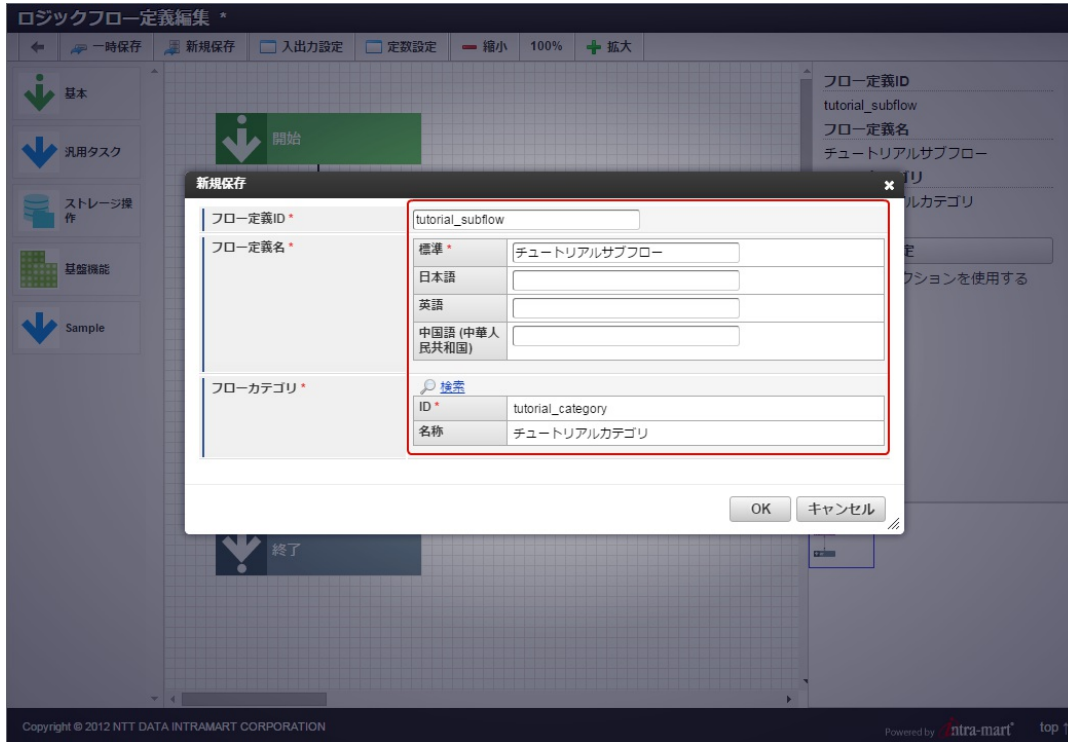 ロジックフロー定義編集 *
一時保存 新規保存 入出力設定 定数設定 縮小 100% 拡大
基本
汎用タスク
ストレージ操
作
基盤機能
Sample
開始
フロー定義ID
tutorial_subflow
フロー定義名
チュートリアルサブフロー
新規保存
フロー定義ID *
tutorial_subflow
フロー定義名 *
標準 *
チュートリアルサブフロー
日本語
英語
中国語 (中華人
民共和国)
フローカテゴリ *
検索
ID *
tutorial_category
名称
チュートリアルカテゴリ
OK キャンセル
ルカテゴリ
クションを使用する
終了
Copyright © 2012 NTT DATA INTRAMART CORPORATION
Powered by intra-mart
top ↑